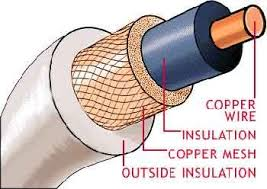 COPPER
WIRE
INSULATION
COPPER MESH
OUTSIDE INSULATION